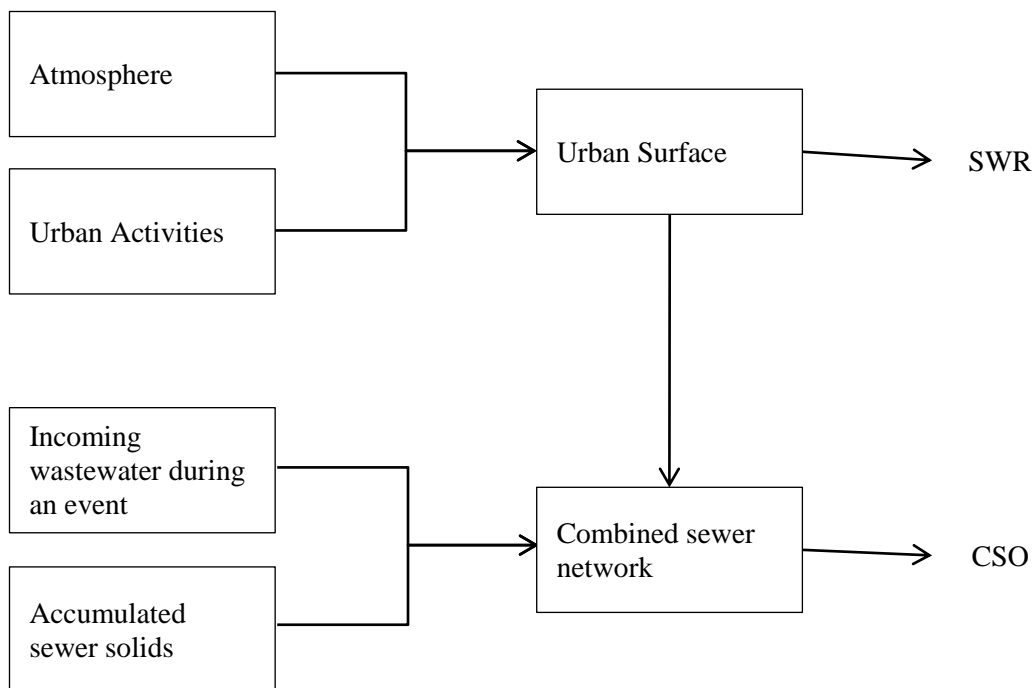 Atmosphere
Urban Surface
SWR
Urban Activities
Incoming
wastewater during
an event
Combined sewer
network
CSO
Accumulated
sewer solids